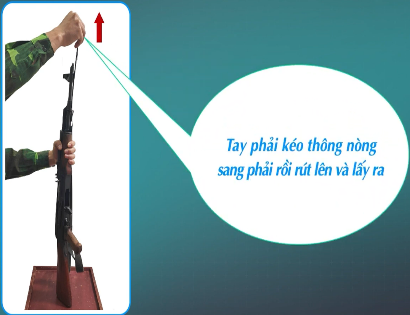 Tay phải kéo thông nòng
sang phải rồi rút lên và lấy ra